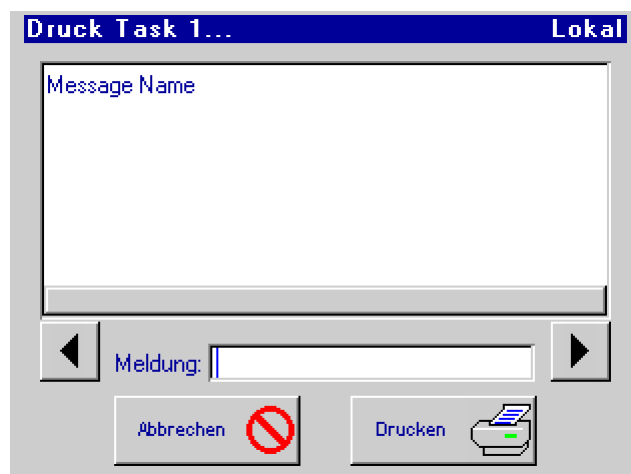 Druck Task 1... Lokal
Message Name
Meldung:
Abbrechen Drucken